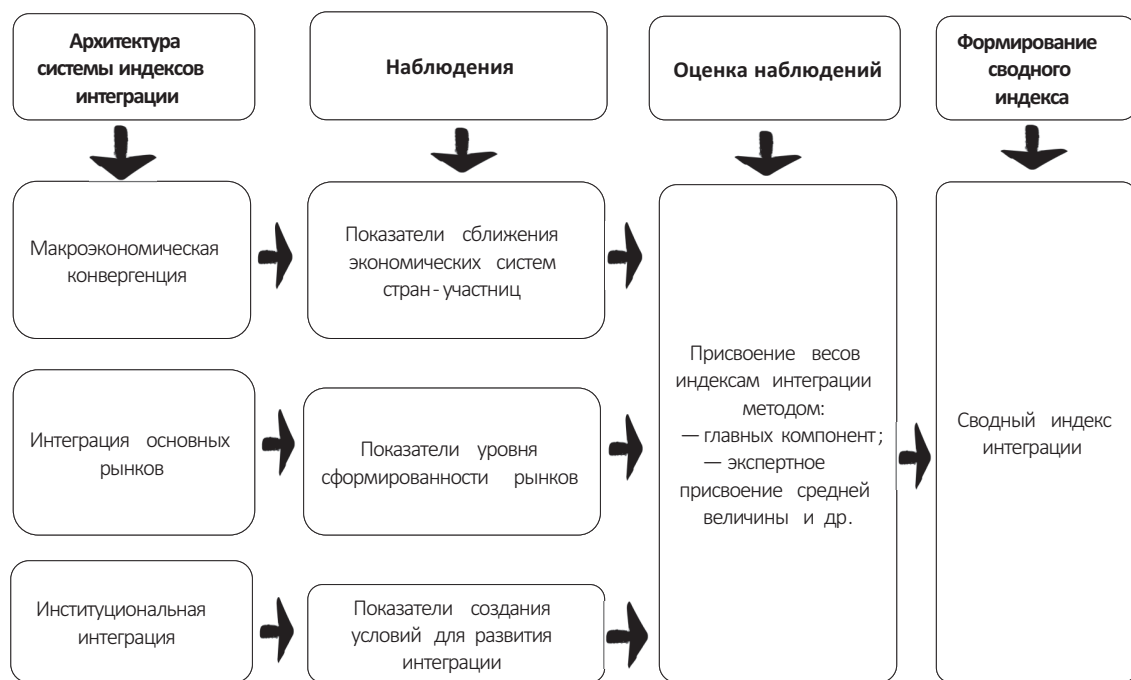 Архитектура
системы индексов
интеграции
Наблюдения
Оценка наблюдений
Формирование
сводного
индекса
Макроэкономическая
конвергенция
Показатели сближения
экономических систем
стран-участниц
Интеграция основных
рынков
Показатели уровня
сформированности рынков
Институциональная
интеграция
Показатели создания
условий для развития
интеграции
Присвоение весов
индексам интеграции
методом:
— главных компонент;
— экспертное
присвоение средней
величины и др.
Сводный индекс
интеграции